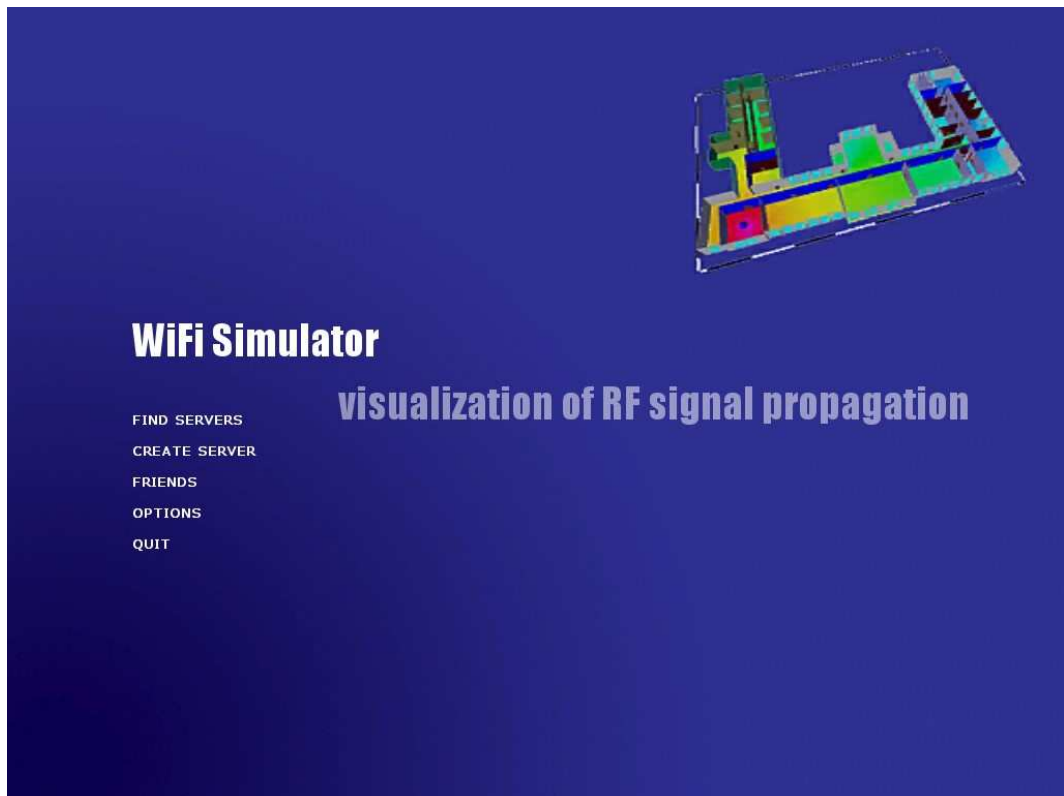 WiFi Simulator
visualization of RF signal propagation
FIND SERVERS
CREATE SERVER
FRIENDS
OPTIONS
QUIT